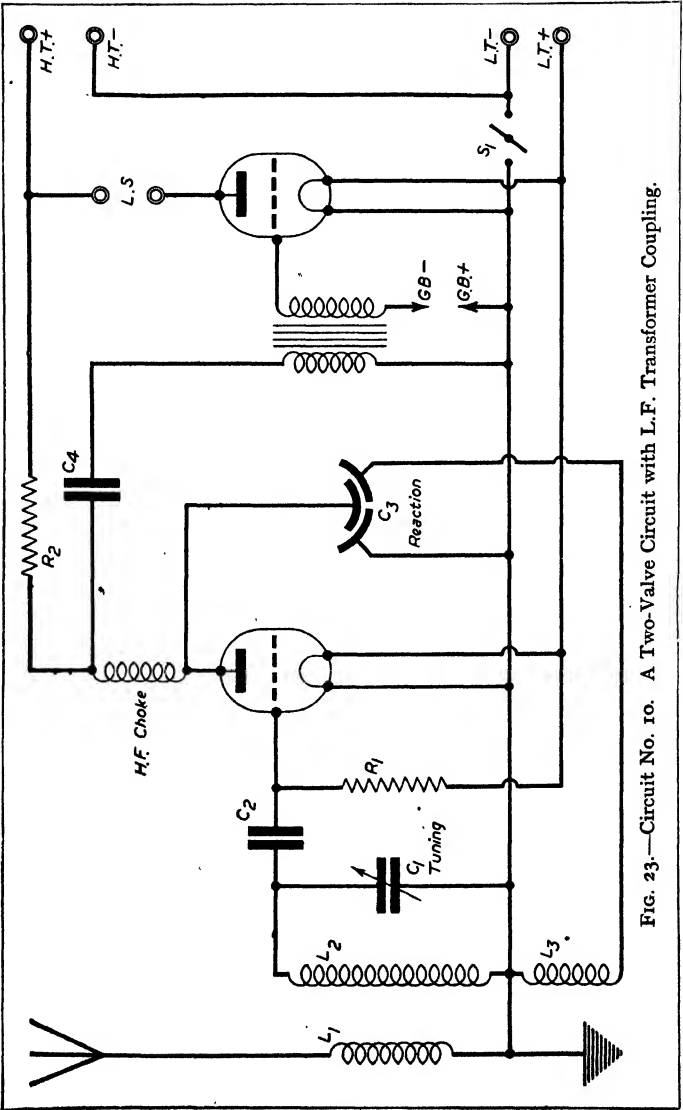 H.T.+
H.T.-
L.T.-
L.T.+
L.S
S1
R2
C4
GB-
GB.+
H.F. Choke
C3
Reaction
C2
R1
C1
Tuning
L2
L3
L1
FIG. 23.—Circuit No. 10. A Two-Valve Circuit with L.F. Transformer Coupling.